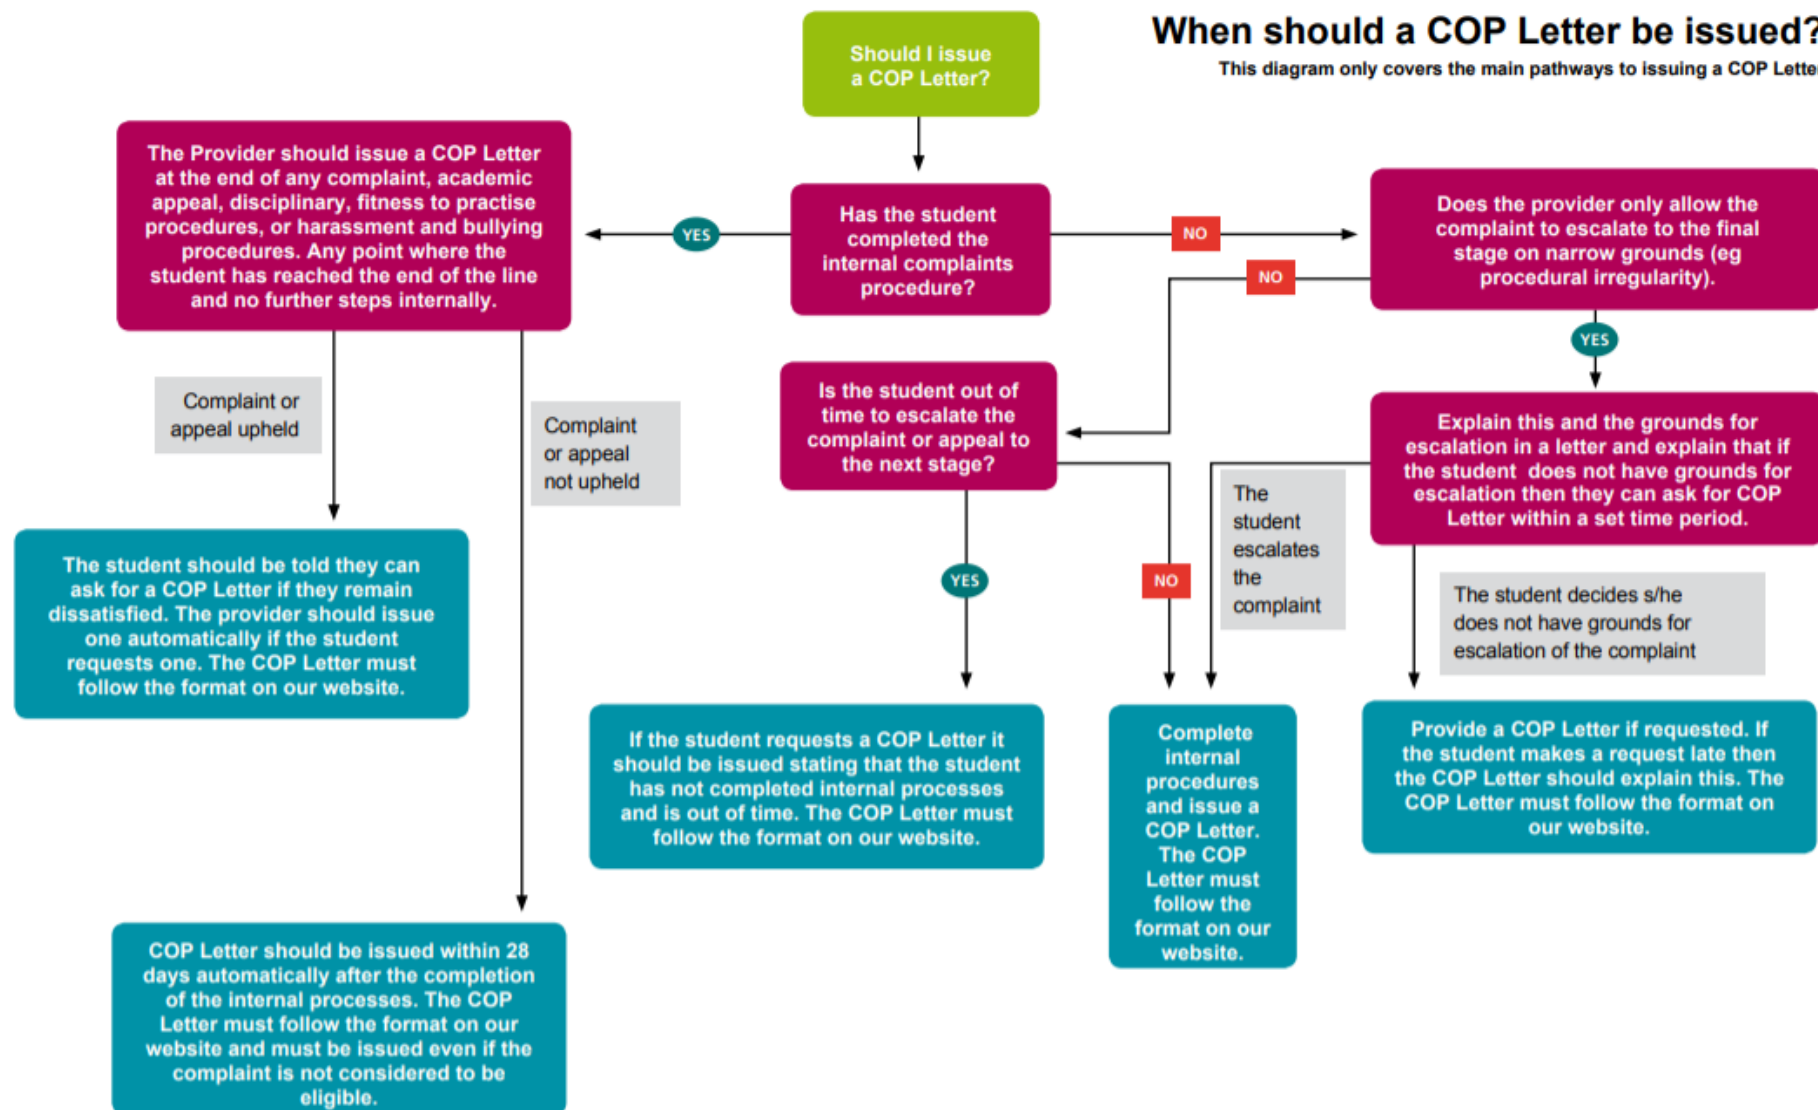 When should a COP Letter be issued?
This diagram only covers the main pathways to issuing a COP Letter
Should I issue
a COP Letter?
The Provider should issue a COP Letter
at the end of any complaint, academic
appeal, disciplinary, fitness to practise
procedures, or harassment and bullying
procedures. Any point where the
student has reached the end of the line
and no further steps internally.
YES
Has the student
completed the
internal complaints
procedure?
NO
Does the provider only allow the
complaint to escalate to the final
stage on narrow grounds (eg
procedural irregularity).
NO
YES
Complaint or
appeal upheld
Complaint
or appeal
not upheld
Is the student out of
time to escalate the
complaint or appeal to
the next stage?
Explain this and the grounds for
escalation in a letter and explain that if
the student does not have grounds for
escalation then they can ask for COP
Letter within a set time period.
The
student
escalates
the
complaint
YES
NO
The student decides s/he
does not have grounds for
escalation of the complaint
The student should be told they can
ask for a COP Letter if they remain
dissatisfied. The provider should issue
one automatically if the student
requests one. The COP Letter must
follow the format on our website.
If the student requests a COP Letter it
should be issued stating that the student
has not completed internal processes
and is out of time. The COP Letter must
follow the format on our website.
Complete
internal
procedures
and issue a
COP Letter.
The COP
Letter must
follow the
format on our
website.
Provide a COP Letter if requested. If
the student makes a request late then
the COP Letter should explain this. The
COP Letter must follow the format on
our website.
COP Letter should be issued within 28
days automatically after the completion
of the internal processes. The COP
Letter must follow the format on our
website and must be issued even if the
complaint is not considered to be
eligible.